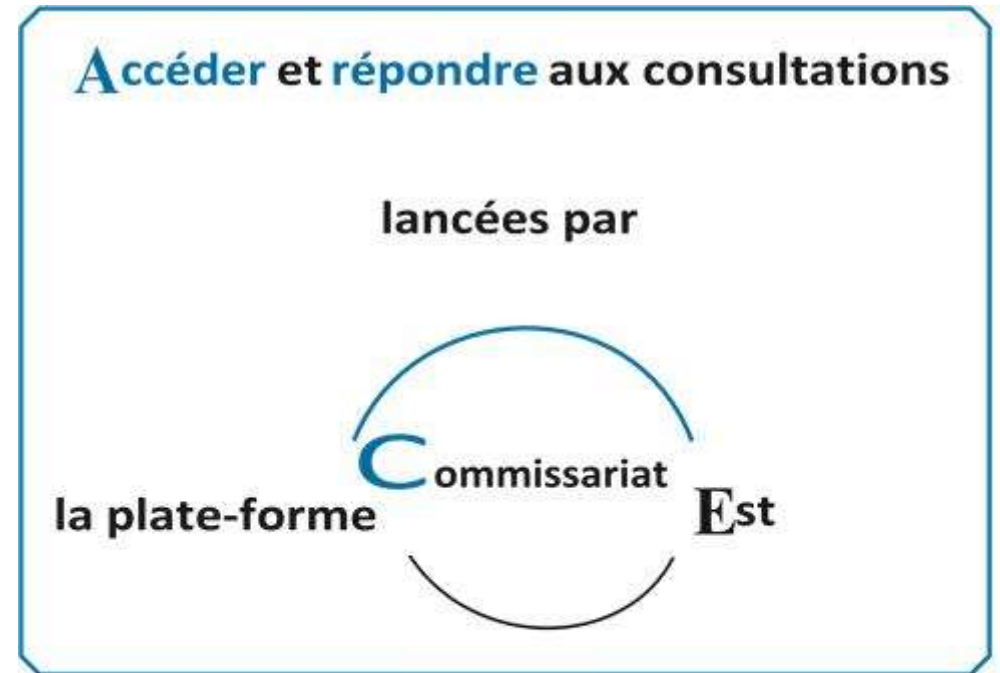 Accéder et répondre aux consultations
lancées par
la plate-forme Commissariat Est